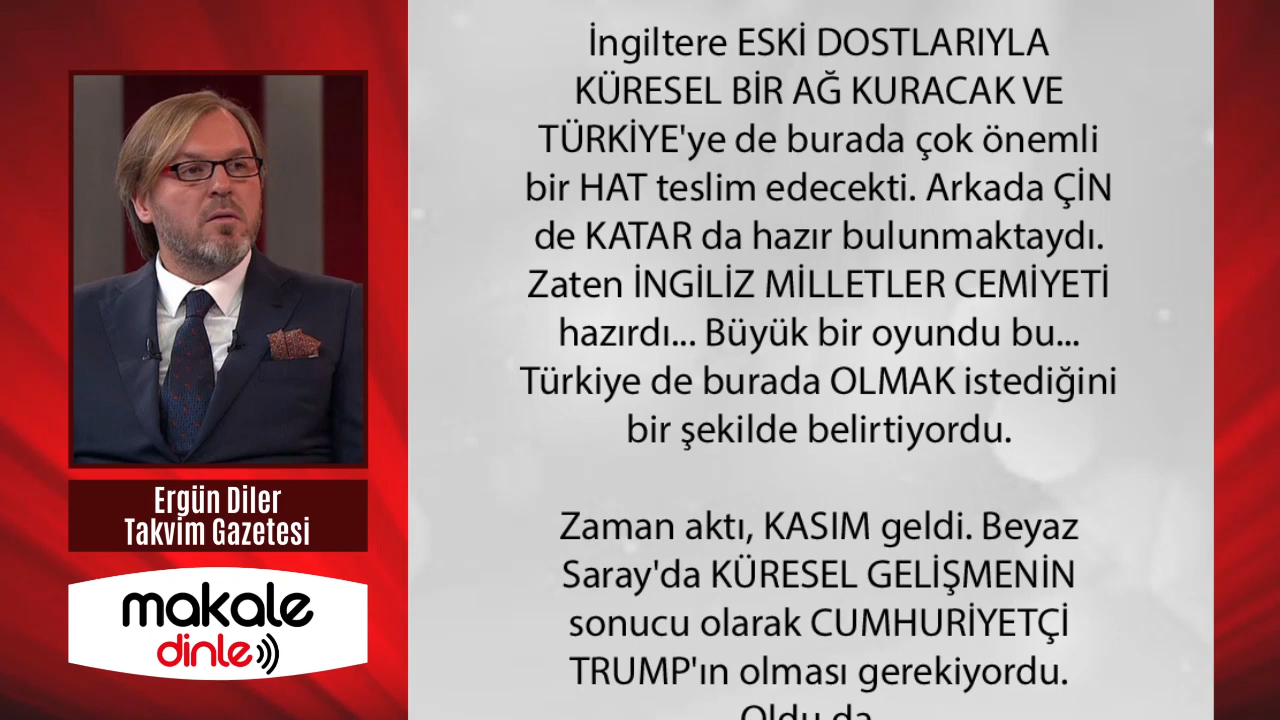 İngiltere ESKİ DOSTLARIYLA
KÜRESEL BİR AĞ KURACAK VE
TÜRKİYE'ye de burada çok önemli
bir HAT teslim edecekti. Arkada ÇİN
de KATAR da hazır bulunmaktaydı.
Zaten İNGİLİZ MİLLETLER CEMİYETİ
hazırdı... Büyük bir oyundu bu...
Türkiye de burada OLMAK istediğini
bir şekilde belirtiyordu.
Zaman aktı, KASIM geldi. Beyaz
Saray'da KÜRESEL GELİŞMENİN
sonucu olarak CUMHURİYETÇİ
TRUMP'ın olması gerekiyordu.
Oldu da
Ergün Diler
Takvim Gazetesi
makale
dinle